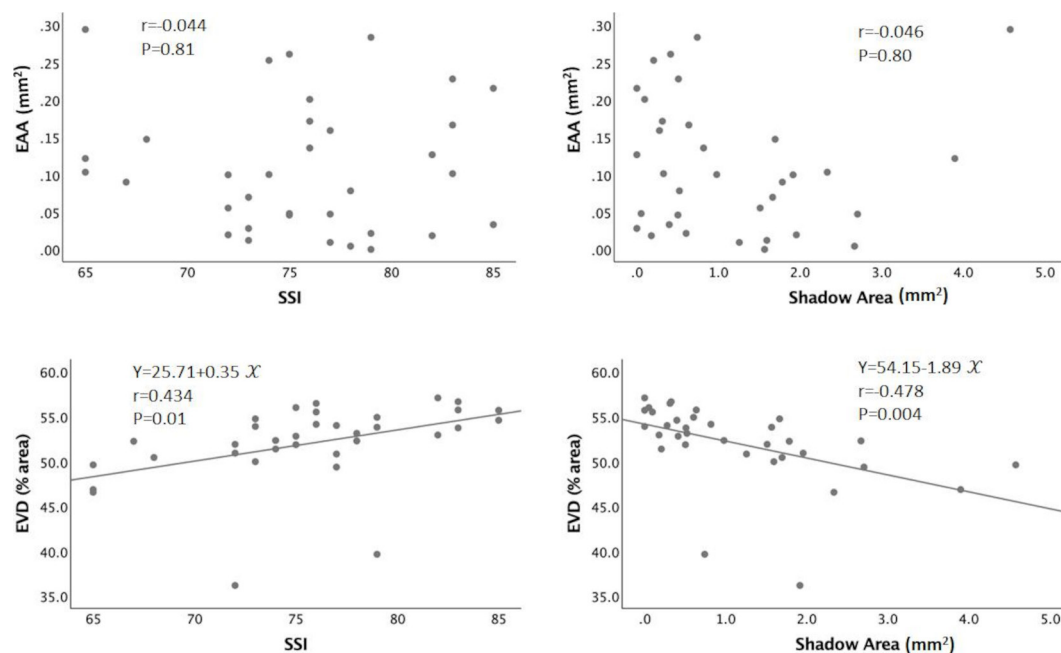 r=-0.044
P=0.81
EAA (mm²)
.30
.25
.20
.15
.10
.05
.00
65 70 75 80 85
SSI
r=-0.046
P=0.80
EAA (mm²)
.30
.25
.20
.15
.10
.05
.00
.0 1.0 2.0 3.0 4.0 5.0
Shadow Area (mm²)
Y=25.71+0.35 𝒳
r=0.434
P=0.01
EVD (% area)
60.0
55.0
50.0
45.0
40.0
35.0
65 70 75 80 85
SSI
Y=54.15-1.89 𝒳
r=-0.478
P=0.004
EVD (% area)
60.0
55.0
50.0
45.0
40.0
35.0
.0 1.0 2.0 3.0 4.0 5.0
Shadow Area (mm²)